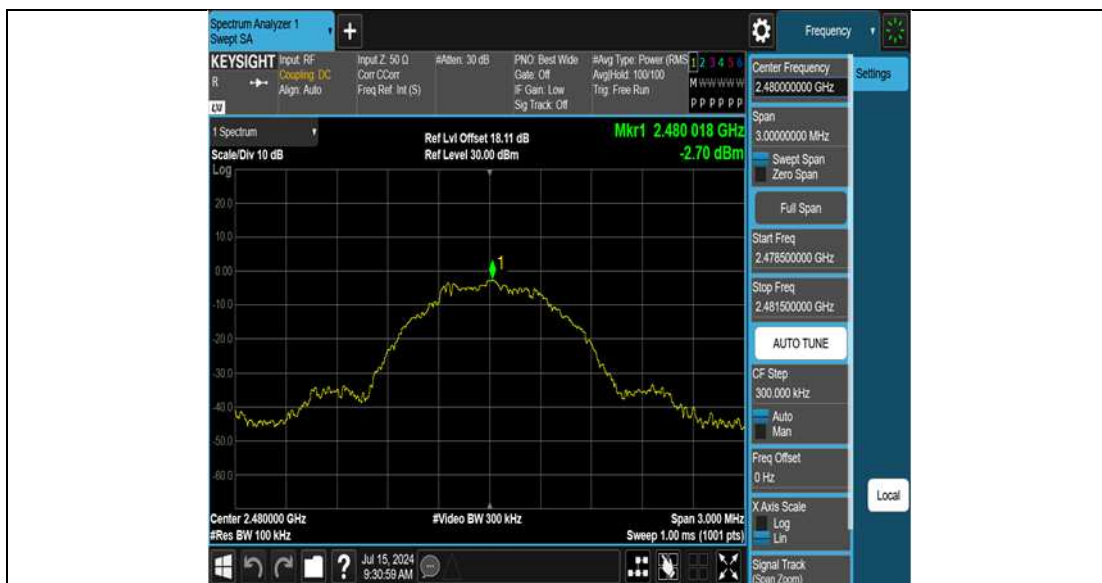 Spectrum Analyzer 1
Swept SA
+
Frequency
KEYSIGHT
R
LXI
Input: RF
Coupling: DC
Align: Auto
Input Z: 50 Ω
Corr CCorr
Freq Ref: Int (S)
#Atten: 30 dB
PNO: Best Wide
Gate: Off
IF Gain: Low
Sig Track: Off
#Avg Type: Power (RMS
Avg|Hold: 100/100
Trig: Free Run
1 2 3 4 5 6
M W W W W W
P P P P P P
1 Spectrum
Scale/Div 10 dB
Ref Lvl Offset 18.11 dB
Ref Level 30.00 dBm
Mkr1 2.480 018 GHz
-2.70 dBm
Log
20.0
10.0
0.00
-10.0
-20.0
-30.0
-40.0
-50.0
-60.0
1
Center 2.480000 GHz
#Res BW 100 kHz
#Video BW 300 kHz
Span 3.000 MHz
Sweep 1.00 ms (1001 pts)
?
Jul 15, 2024
9:30:59 AM
Center Frequency
2.480000000 GHz
Settings
Span
3.00000000 MHz
Swept Span
Zero Span
Full Span
Start Freq
2.478500000 GHz
Stop Freq
2.481500000 GHz
AUTO TUNE
CF Step
300.000 kHz
Auto
Man
Freq Offset
0 Hz
Local
X Axis Scale
Log
Lin
Signal Track
(Span Zoom)